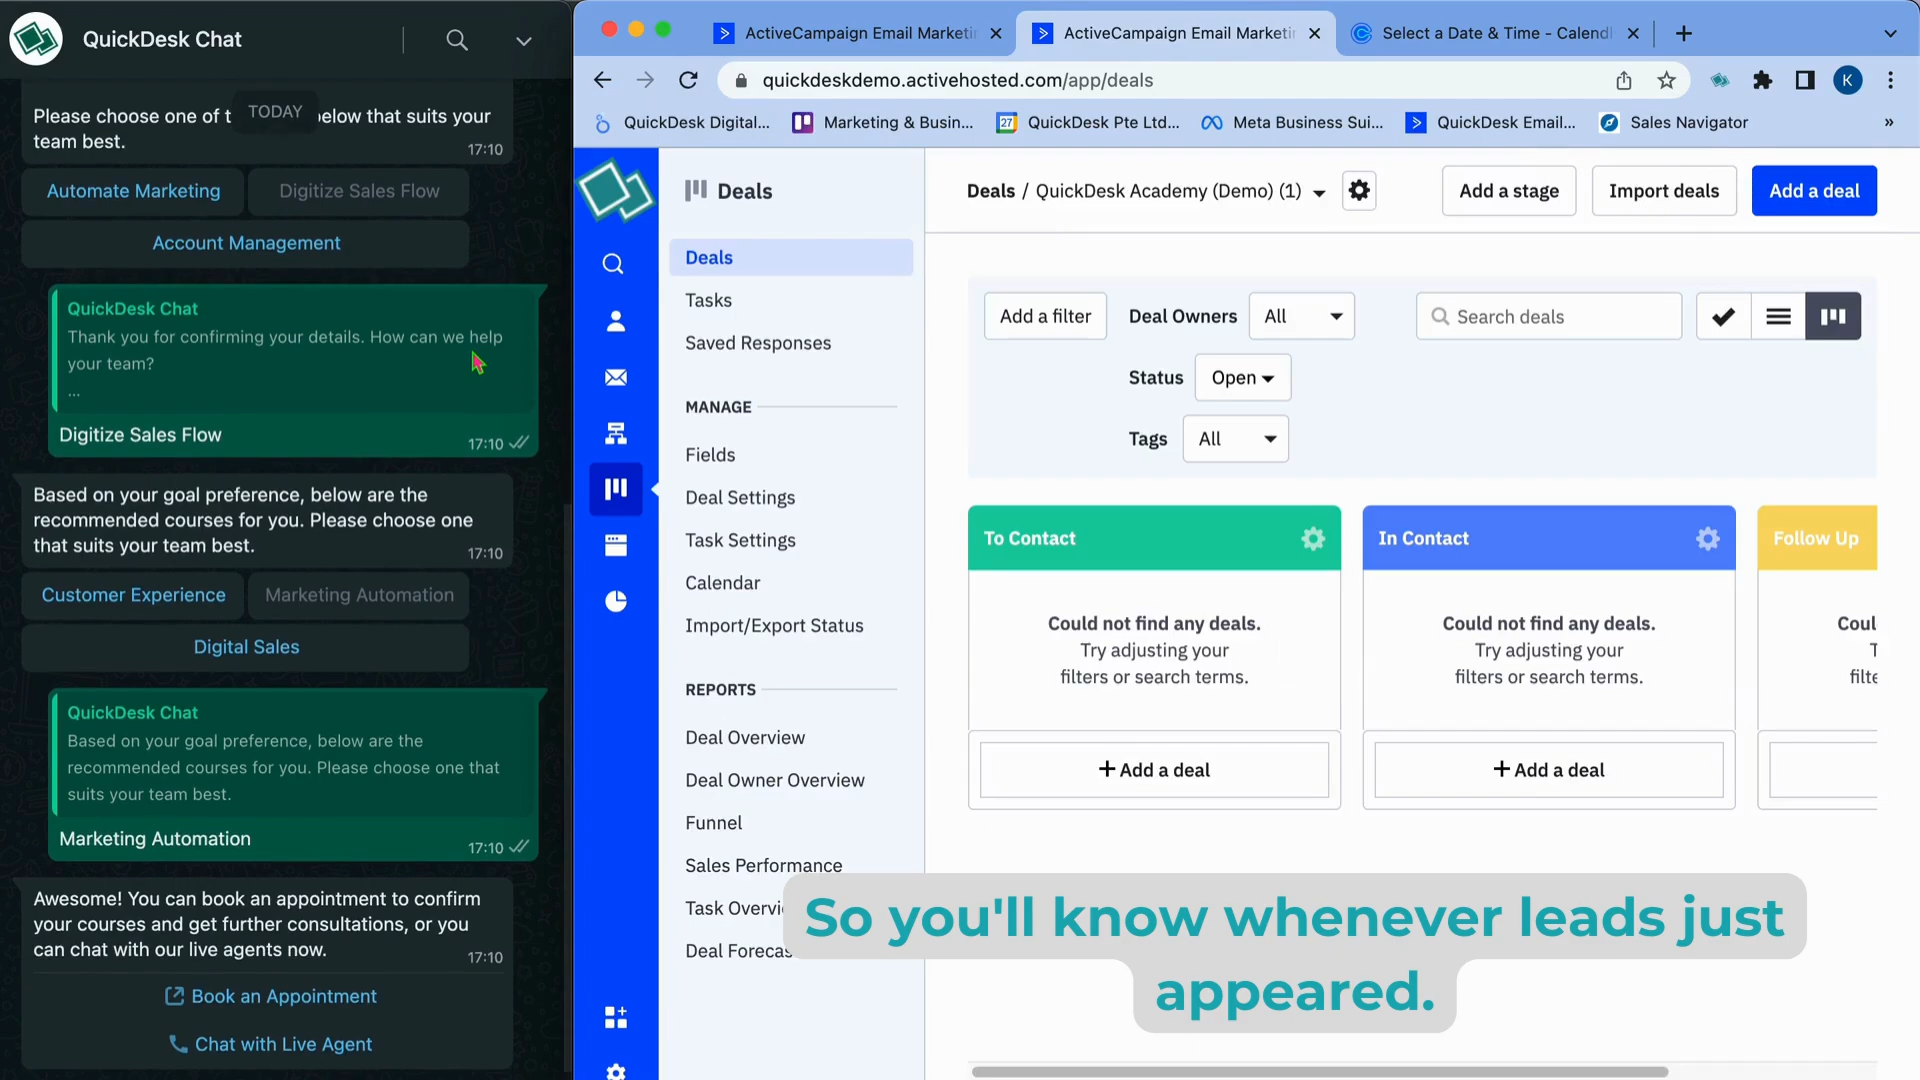 QuickDesk Chat
TODAY
Please choose one of t
elow that suits your
team best.
17:10
Automate Marketing
Digitize Sales Flow
Account Management
QuickDesk Chat
Thank you for confirming your details. How can we help
your team?
...
Digitize Sales Flow
17:10
Based on your goal preference, below are the
recommended courses for you. Please choose one
that suits your team best.
17:10
Customer Experience
Marketing Automation
Digital Sales
QuickDesk Chat
Based on your goal preference, below are the
recommended courses for you. Please choose one that
suits your team best.
Marketing Automation
17:10
Awesome! You can book an appointment to confirm
your courses and get further consultations, or you
can chat with our live agents now.
17:10
Book an Appointment
Chat with Live Agent
ActiveCampaign Email Marketi
ActiveCampaign Email Marketin
Select a Date & Time - Calendl
quickdeskdemo.activehosted.com/app/deals
K
QuickDesk Digital...
Marketing & Busin...
27
QuickDesk Pte Ltd...
Meta Business Sui...
QuickDesk Email...
Sales Navigator
»
Deals
Deals
Tasks
Saved Responses
MANAGE
Fields
Deal Settings
Task Settings
Calendar
Import/Export Status
REPORTS
Deal Overview
Deal Owner Overview
Funnel
Sales Performance
Task Overvi
Deal Forecas
Deals / QuickDesk Academy (Demo) (1)
Add a stage
Import deals
Add a deal
Add a filter
Deal Owners
All
Search deals
Status
Open
Tags
All
To Contact
Could not find any deals.
Try adjusting your
filters or search terms.
+ Add a deal
In Contact
Could not find any deals.
Try adjusting your
filters or search terms.
+ Add a deal
Follow Up
Coul
T
filte
So you'll know whenever leads just
appeared.